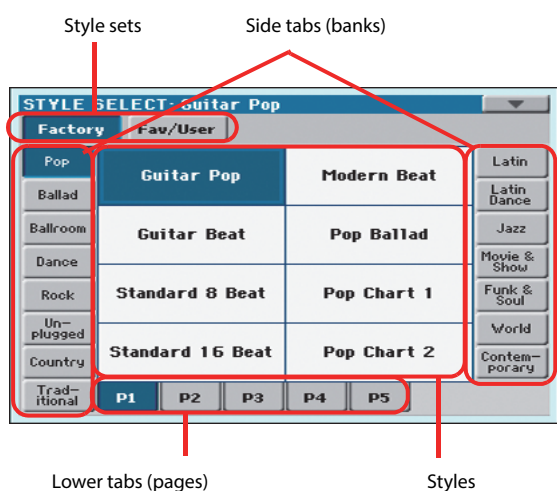 Style sets
Side tabs (banks)
STYLE SELECT: Guitar Pop
Factory
Fav/User
Pop
Ballad
Ballroom
Dance
Rock
Un-
plugged
Country
Trad-
itional
Guitar Pop
Modern Beat
Guitar Beat
Pop Ballad
Standard 8 Beat
Pop Chart 1
Standard 16 Beat
Pop Chart 2
Latin
Latin
Dance
Jazz
Movie &
Show
Funk &
Soul
World
Contem-
porary
P1
P2
P3
P4
P5
Lower tabs (pages)
Styles